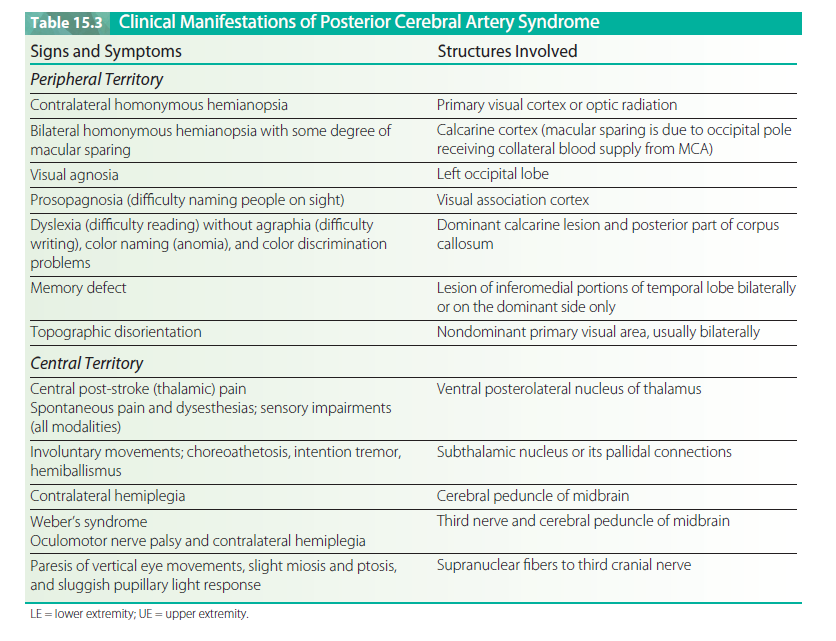 Table 15.3 Clinical Manifestations of Posterior Cerebral Artery Syndrome
Signs and Symptoms
Structures Involved
Peripheral Territory
Contralateral homonymous hemianopsia
Primary visual cortex or optic radiation
Bilateral homonymous hemianopsia with some degree of
macular sparing
Calcarine cortex (macular sparing is due to occipital pole
receiving collateral blood supply from MCA)
Visual agnosia
Left occipital lobe
Prosopagnosia (difficulty naming people on sight)
Visual association cortex
Dyslexia (difficulty reading) without agraphia (difficulty
writing), color naming (anomia), and color discrimination
problems
Dominant calcarine lesion and posterior part of corpus
callosum
Memory defect
Lesion of inferomedial portions of temporal lobe bilaterally
or on the dominant side only
Topographic disorientation
Nondominant primary visual area, usually bilaterally
Central Territory
Central post-stroke (thalamic) pain
Spontaneous pain and dysesthesias; sensory impairments
(all modalities)
Ventral posterolateral nucleus of thalamus
Involuntary movements; choreoathetosis, intention tremor,
hemiballismus
Subthalamic nucleus or its pallidal connections
Contralateral hemiplegia
Cerebral peduncle of midbrain
Weber's syndrome
Oculomotor nerve palsy and contralateral hemiplegia
Third nerve and cerebral peduncle of midbrain
Paresis of vertical eye movements, slight miosis and ptosis,
and sluggish pupillary light response
Supranuclear fibers to third cranial nerve
LE = lower extremity; UE = upper extremity.